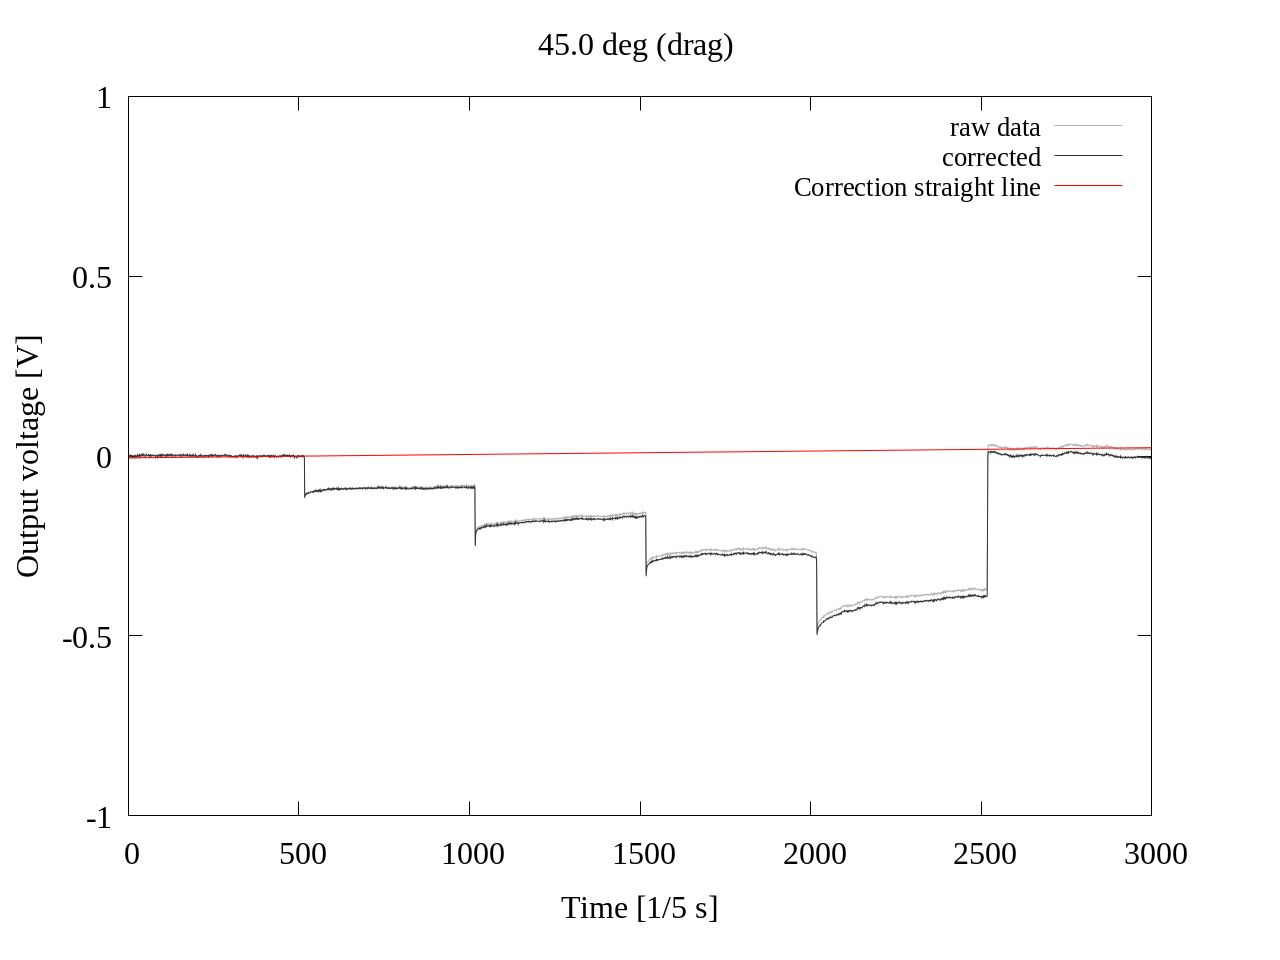 45.0 deg (drag)
1
0.5
0
-0.5
-1
Output voltage [V]
raw data
corrected
Correction straight line
0 500 1000 1500 2000 2500 3000
Time [1/5 s]